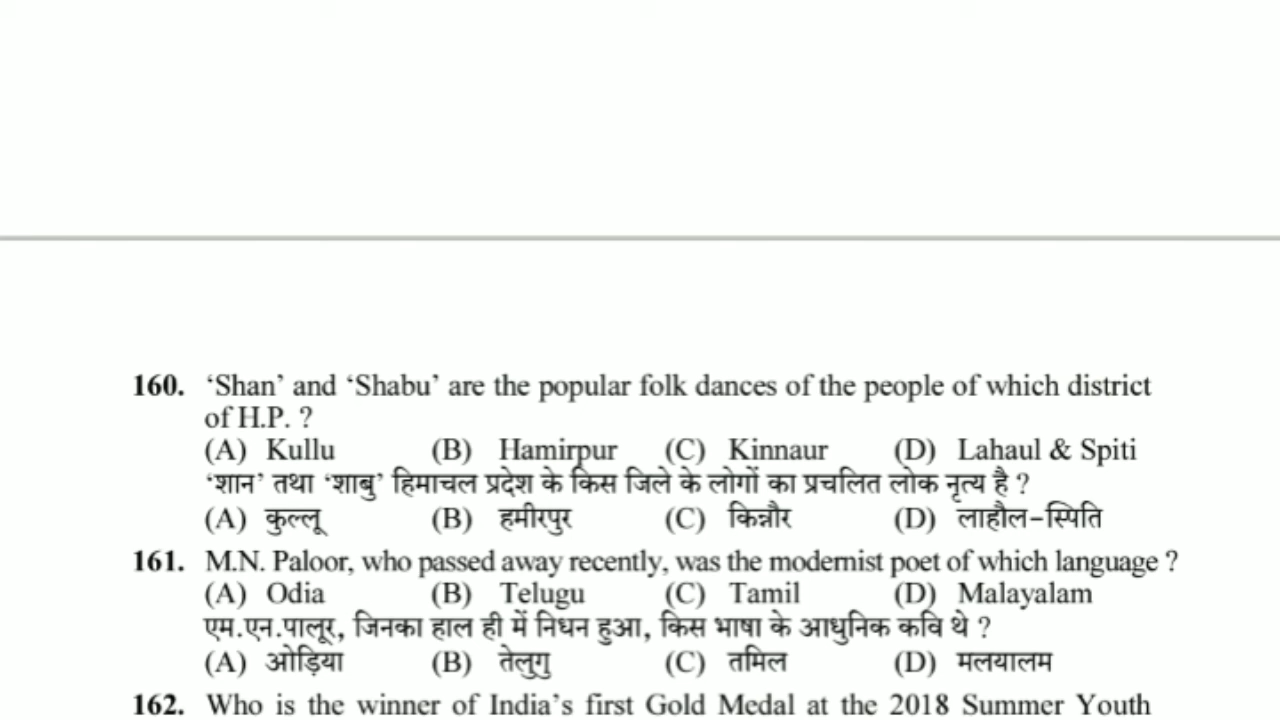 160. ‘Shan’ and ‘Shabu’ are the popular folk dances of the people of which district
of H.P. ?
(A) Kullu (B) Hamirpur (C) Kinnaur (D) Lahaul & Spiti
‘शान’ तथा ‘शाबु’ हिमाचल प्रदेश के किस जिले के लोगों का प्रचलित लोक नृत्य है ?
(A) कुल्लू (B) हमीरपुर (C) किन्नौर (D) लाहौल-स्पिति
161. M.N. Paloor, who passed away recently, was the modernist poet of which language ?
(A) Odia (B) Telugu (C) Tamil (D) Malayalam
एम.एन.पालूर, जिनका हाल ही में निधन हुआ, किस भाषा के आधुनिक कवि थे ?
(A) ओड़िया (B) तेलुगु (C) तमिल (D) मलयालम
162. Who is the winner of India’s first Gold Medal at the 2018 Summer Youth